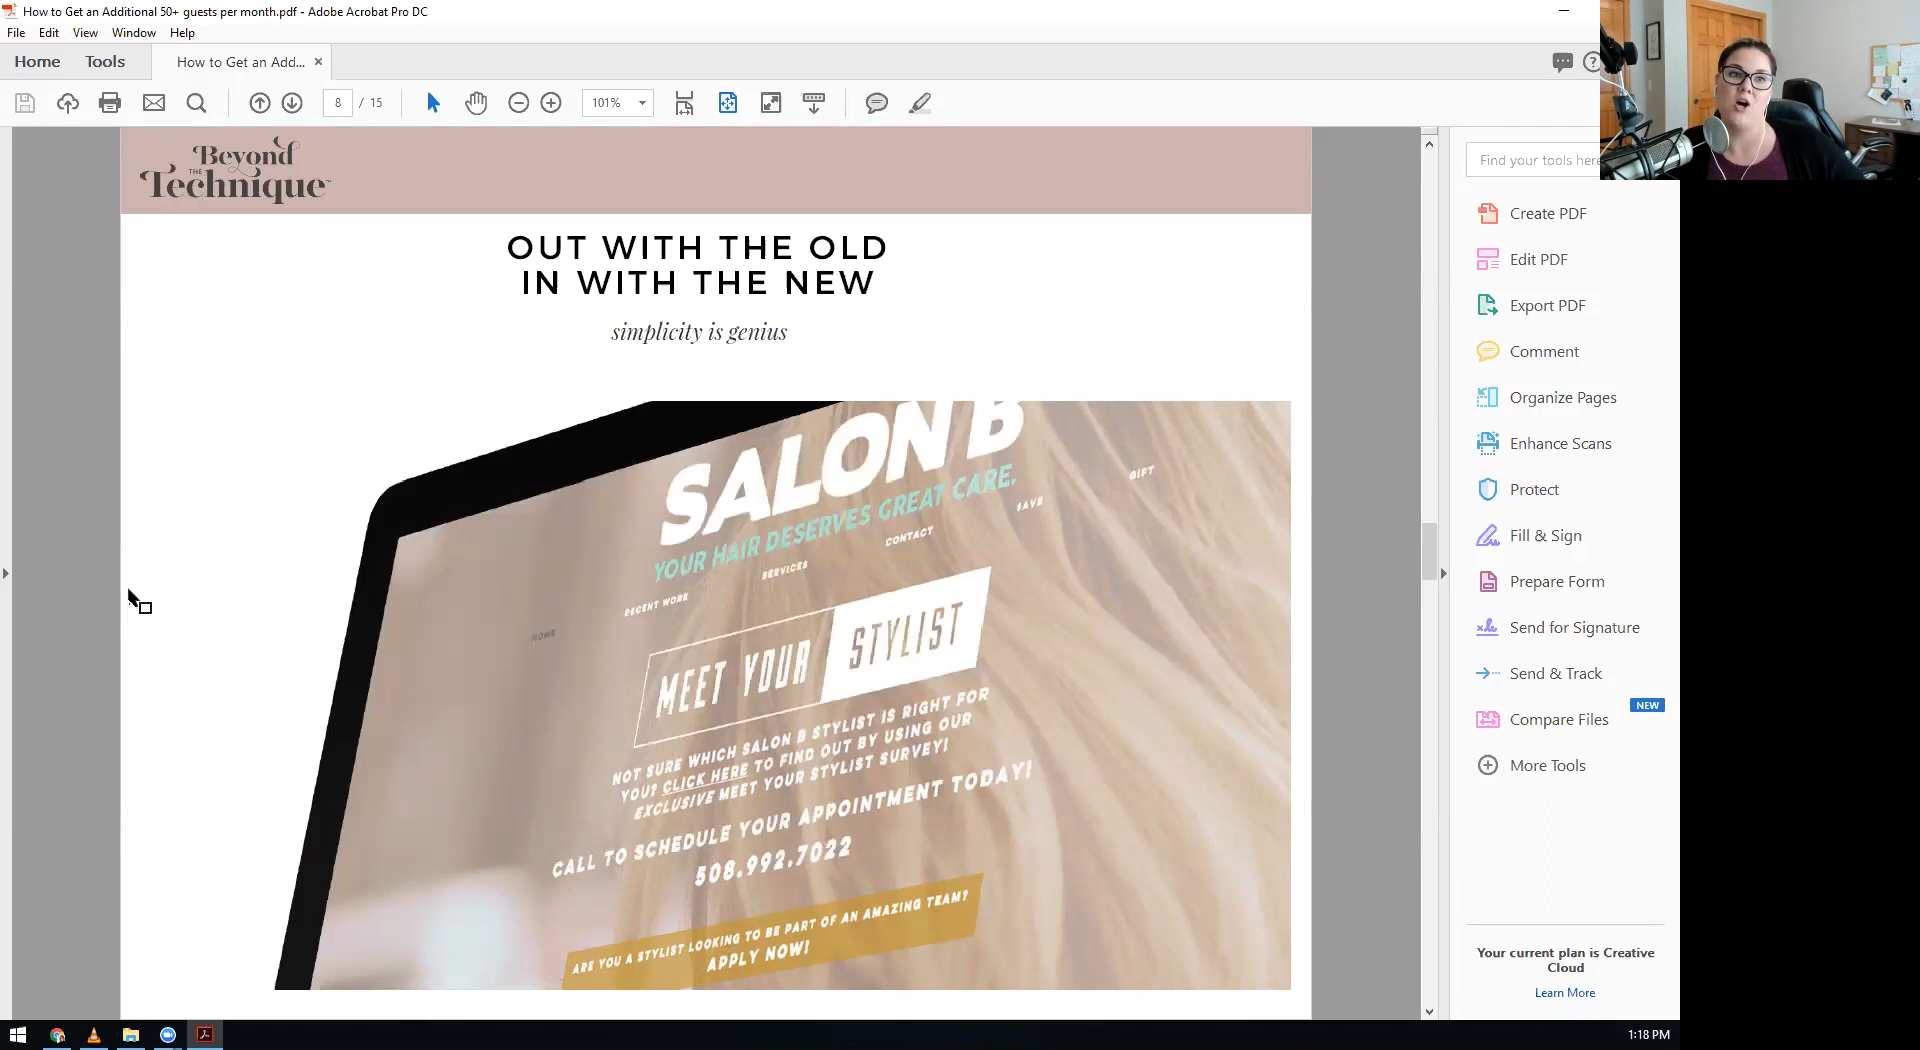 How to Get an Additional 50+ guests per month.pdf - Adobe Acrobat Pro DC
File Edit View Window Help
Home Tools How to Get an Add... ×
8 / 15 101%
Find your tools here
Beyond
THE
Technique™
OUT WITH THE OLD
IN WITH THE NEW
simplicity is genius
SALON B
YOUR HAIR DESERVES GREAT CARE.
HOME RECENT WORK SERVICES CONTACT SAVE GIFT
MEET YOUR STYLIST
NOT SURE WHICH SALON B STYLIST IS RIGHT FOR
YOU? CLICK HERE TO FIND OUT BY USING OUR
EXCLUSIVE MEET YOUR STYLIST SURVEY!
CALL TO SCHEDULE YOUR APPOINTMENT TODAY!
508.992.7022
ARE YOU A STYLIST LOOKING TO BE PART OF AN AMAZING TEAM?
APPLY NOW!
Create PDF
Edit PDF
Export PDF
Comment
Organize Pages
Enhance Scans
Protect
Fill & Sign
Prepare Form
Send for Signature
Send & Track
NEW
Compare Files
More Tools
Your current plan is Creative
Cloud
Learn More
1:18 PM